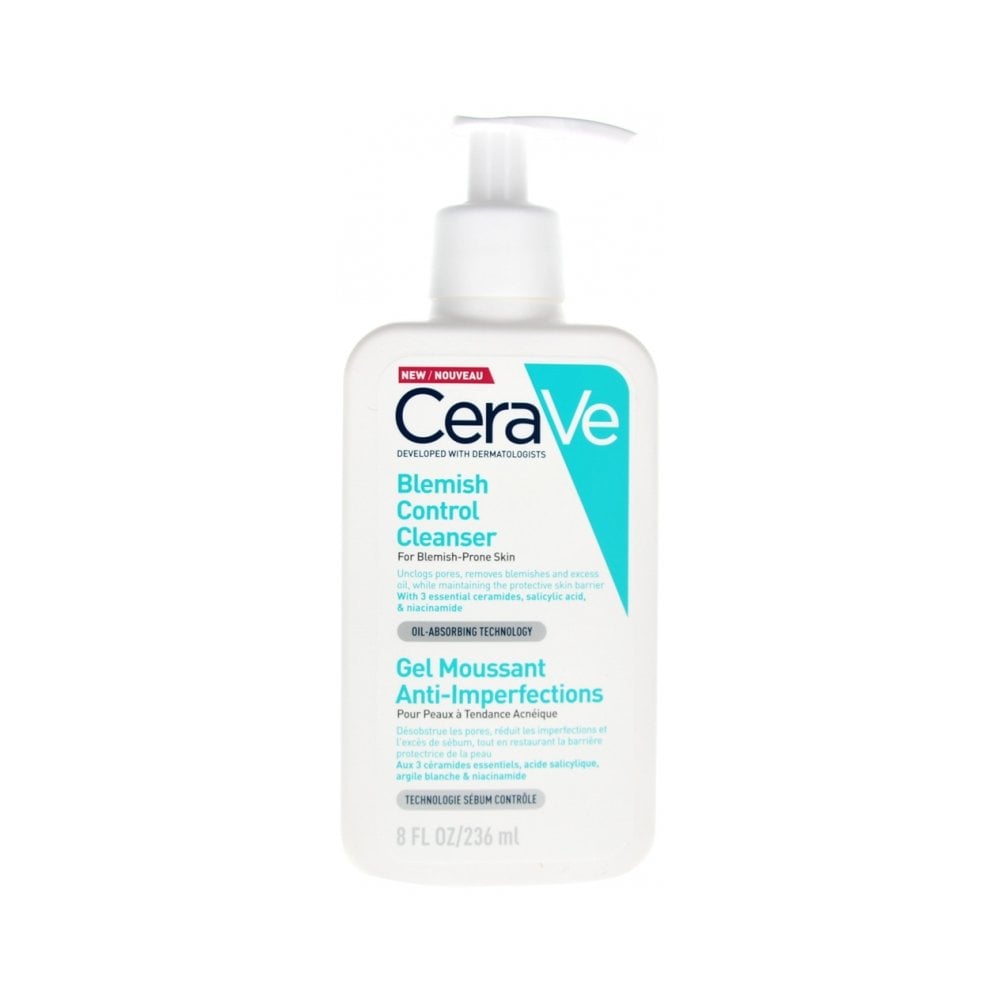 NEW / NOUVEAU
CeraVe
DEVELOPED WITH DERMATOLOGISTS
Blemish
Control
Cleanser
For Blemish-Prone Skin
Unclogs pores, removes blemishes and excess
oil, while maintaining the protective skin barrier
With 3 essential ceramides, salicylic acid,
& niacinamide
OIL-ABSORBING TECHNOLOGY
Gel Moussant
Anti-Imperfections
Pour Peaux à Tendance Acnéique
Désobstrue les pores, réduit les imperfections et
l'excès de sébum, tout en restaurant la barrière
protectrice de la peau
Aux 3 céramides essentiels, acide salicylique,
argile blanche & niacinamide
TECHNOLOGIE SÉBUM CONTRÔLE
8 FL OZ/236 ml